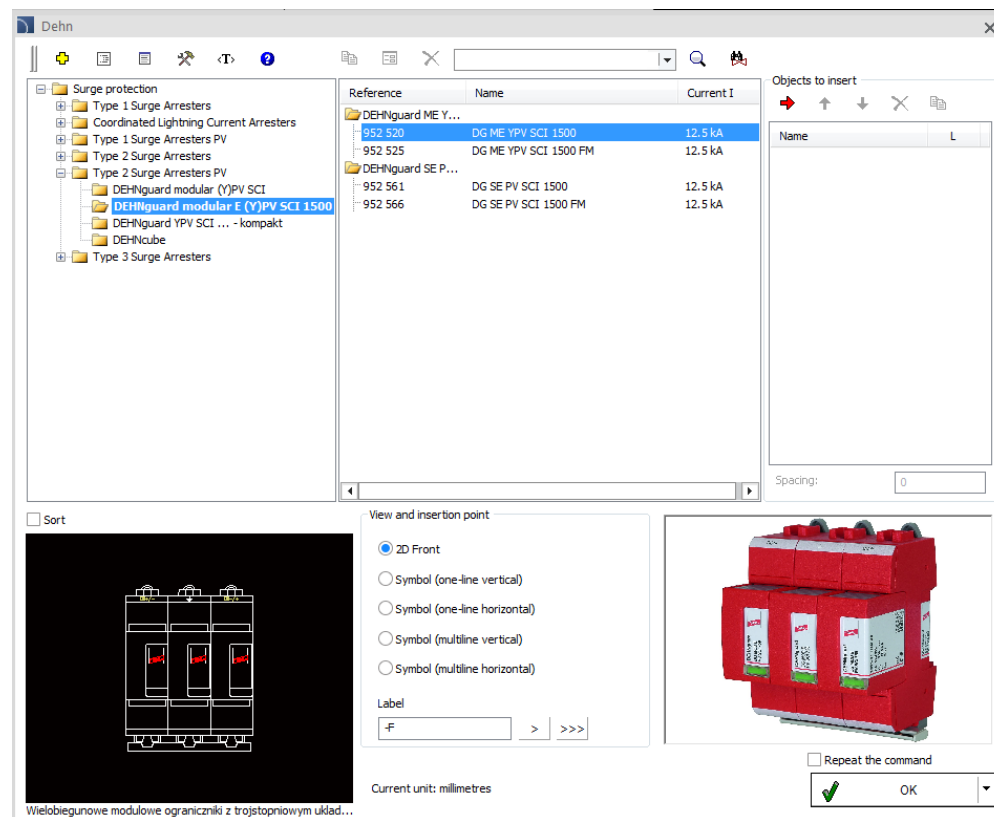 Dehn
‹T›
Surge protection
Type 1 Surge Arresters
Coordinated Lightning Current Arresters
Type 1 Surge Arresters PV
Type 2 Surge Arresters
Type 2 Surge Arresters PV
DEHNguard modular (Y)PV SCI
DEHNguard modular E (Y)PV SCI 1500
DEHNguard YPV SCI ... - kompakt
DEHNcube
Type 3 Surge Arresters
Reference Name Current I
DEHNguard ME Y...
952 520 DG ME YPV SCI 1500 12.5 kA
952 525 DG ME YPV SCI 1500 FM 12.5 kA
DEHNguard SE P...
952 561 DG SE PV SCI 1500 12.5 kA
952 566 DG SE PV SCI 1500 FM 12.5 kA
Objects to insert
Name L
Spacing: 0
Sort
View and insertion point
2D Front
Symbol (one-line vertical)
Symbol (one-line horizontal)
Symbol (multiline vertical)
Symbol (multiline horizontal)
Label
-F > >>>
Current unit: millimetres
Repeat the command
OK
Wielobiegunowe modulowe ograniczniki z trojstopniowym uklad...